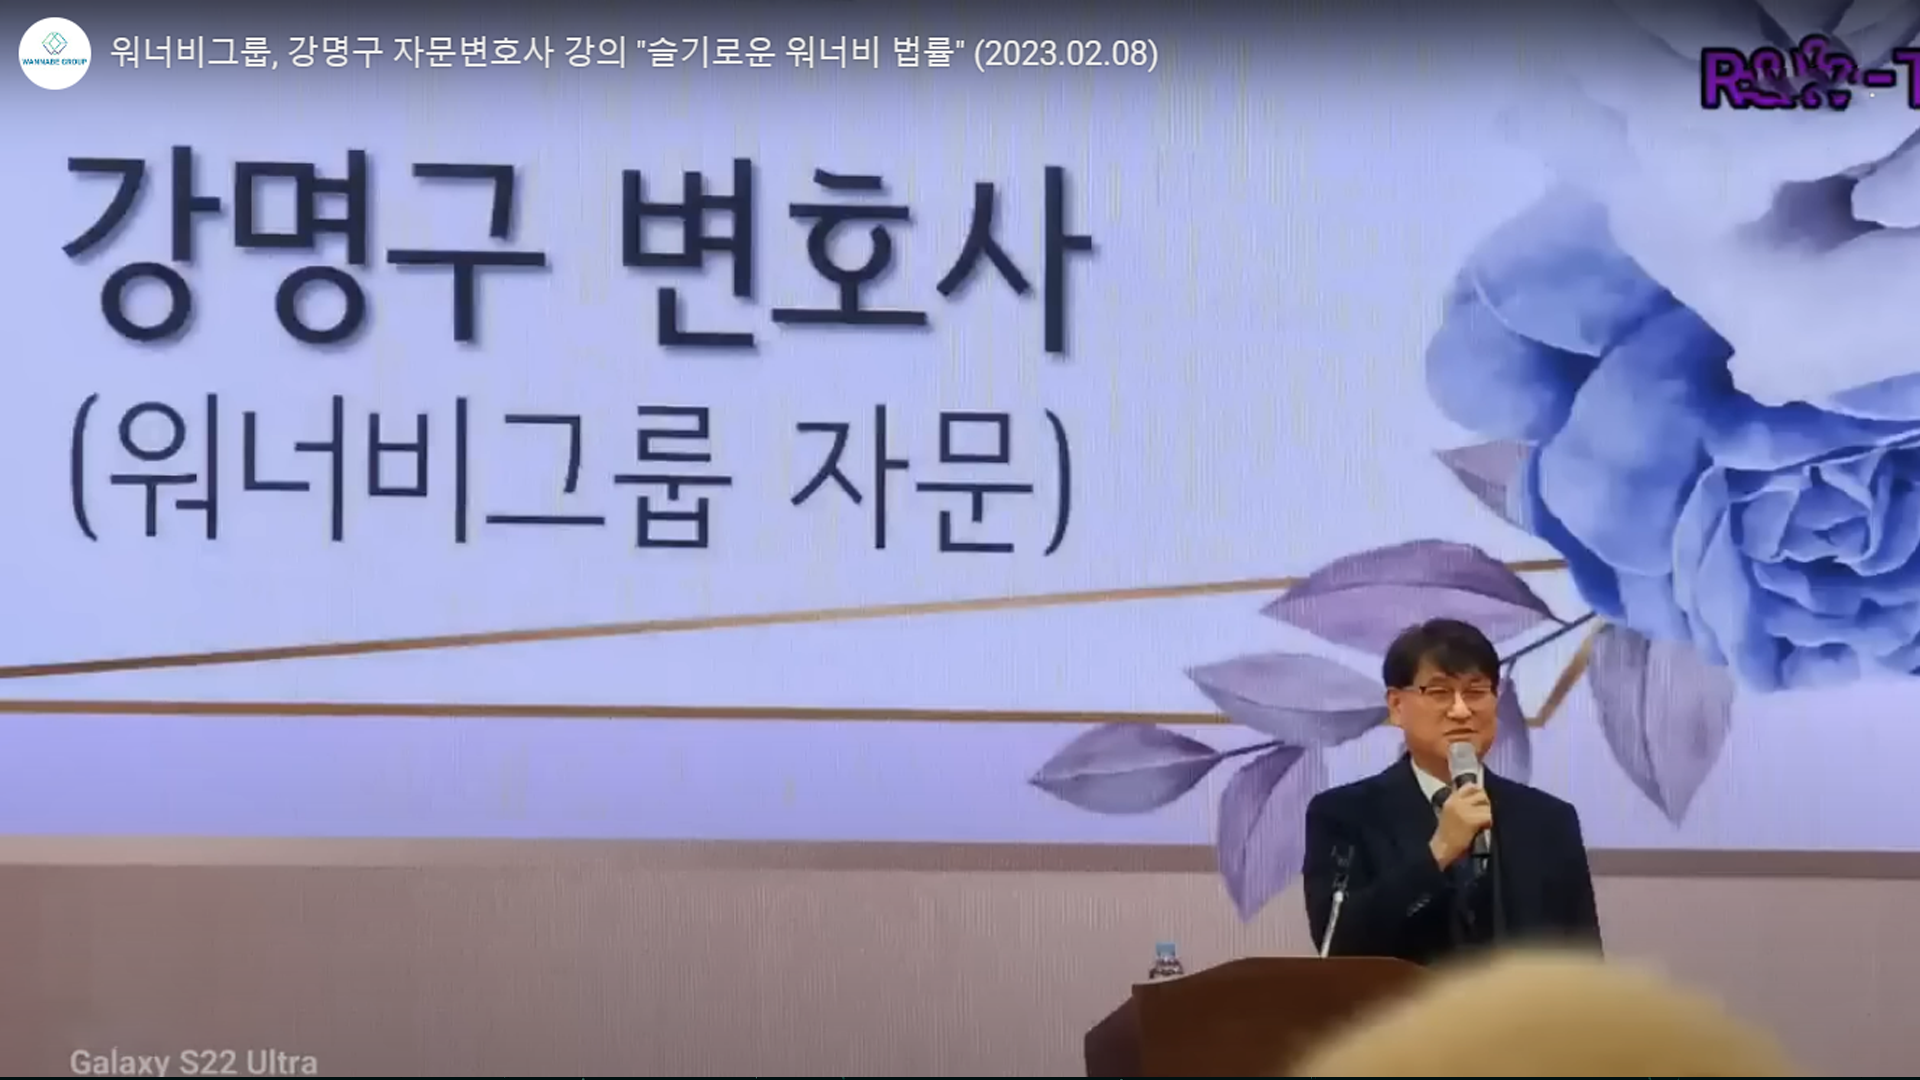 WANNABE GROUP
워너비그룹, 강명구 자문변호사 강의 "슬기로운 워너비 법률" (2023.02.08)
강명구 변호사
(워너비그룹 자문)
Galaxy S22 Ultra